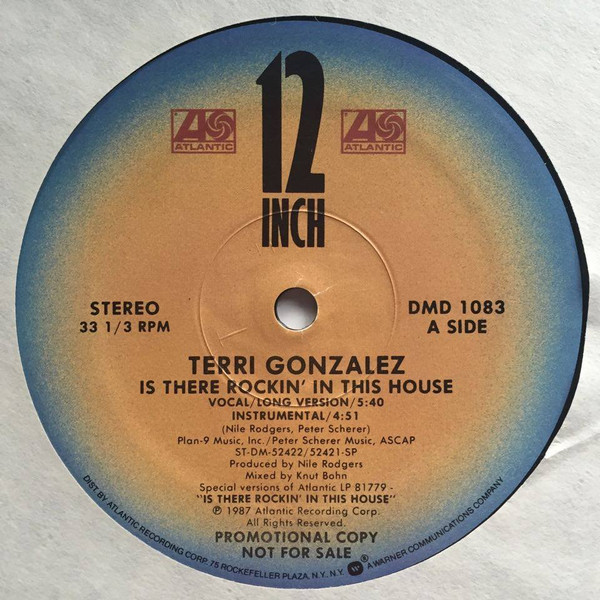 12
INCH
ATLANTIC
ATLANTIC
STEREO
33 1/3 RPM
DMD 1083
A SIDE
TERRI GONZALEZ
IS THERE ROCKIN' IN THIS HOUSE
VOCAL/LONG VERSION/5:40
INSTRUMENTAL/4:51
(Nile Rodgers, Peter Scherer)
Plan-9 Music, Inc./Peter Scherer Music, ASCAP
ST-DM-52422/52421-SP
Produced by Nile Rodgers
Mixed by Knut Bohn
Special versions of Atlantic LP 81779 -
"IS THERE ROCKIN' IN THIS HOUSE"
℗ 1987 Atlantic Recording Corp.
All Rights Reserved.
PROMOTIONAL COPY
NOT FOR SALE
DIST BY ATLANTIC RECORDING CORP. 75 ROCKEFELLER PLAZA, N.Y. N.Y. ® A WARNER COMMUNICATIONS COMPANY